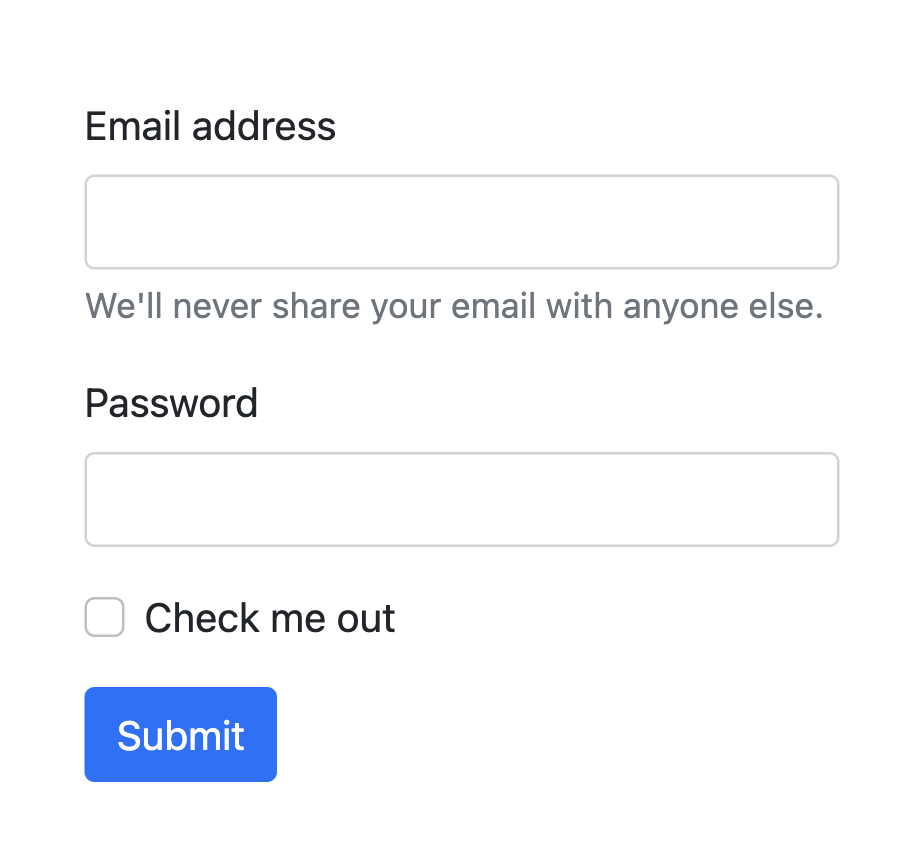 Email address
We'll never share your email with anyone else.
Password
Check me out
Submit